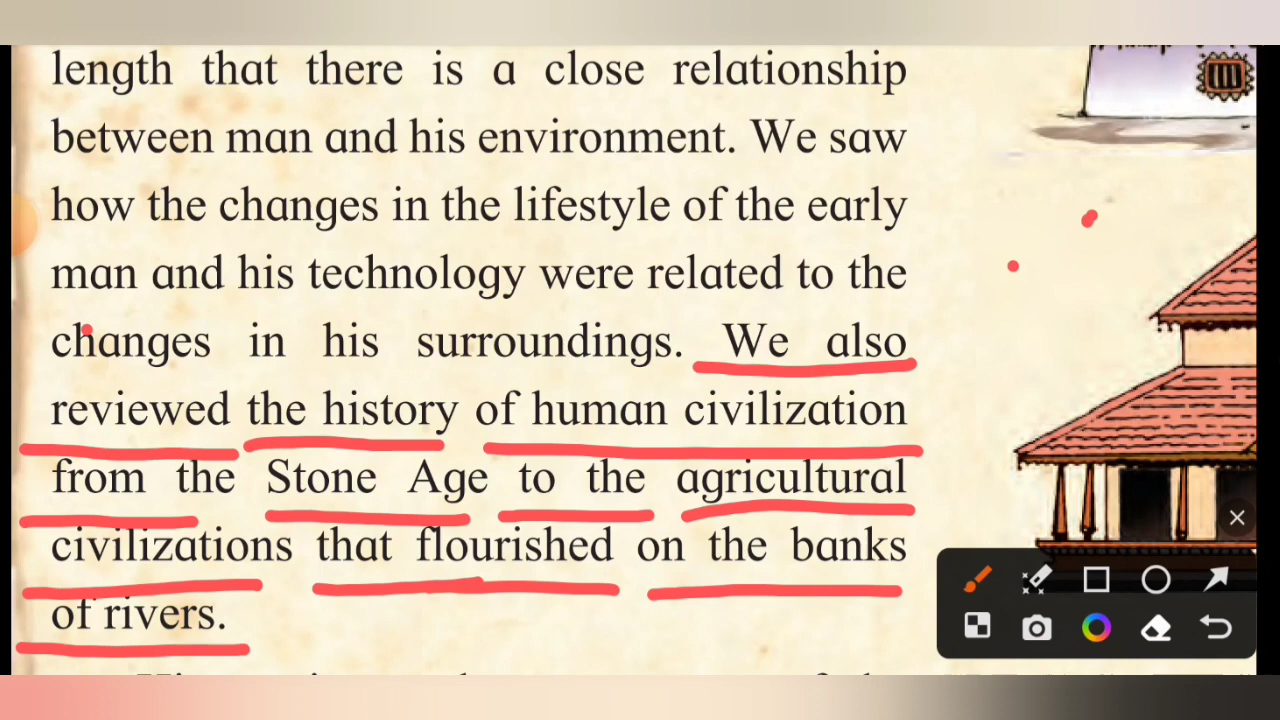 length that there is a close relationship
between man and his environment. We saw
how the changes in the lifestyle of the early
man and his technology were related to the
changes in his surroundings. We also
reviewed the history of human civilization
from the Stone Age to the agricultural
civilizations that flourished on the banks
of rivers.